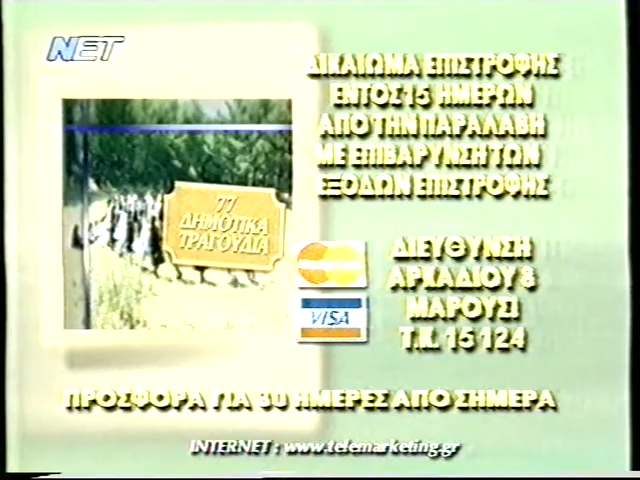 NET
ΔΙΚΑΙΩΜΑ ΕΠΙΣΤΡΟΦΗΣ
ΕΝΤΟΣ 15 ΗΜΕΡΩΝ
ΑΠΟ ΤΗΝ ΠΑΡΑΛΑΒΗ
ΜΕ ΕΠΙΒΑΡΥΝΣΗ ΤΩΝ
ΕΞΟΔΩΝ ΕΠΙΣΤΡΟΦΗΣ
77
ΔΗΜΟΤΙΚΑ
ΤΡΑΓΟΥΔΙΑ
ΔΙΕΥΘΥΝΣΗ
ΑΡΚΑΔΙΟΥ 8
ΜΑΡΟΥΣΙ
Τ.Κ. 15 124
VISA
ΠΡΟΣΦΟΡΑ ΓΙΑ 30 ΗΜΕΡΕΣ ΑΠΟ ΣΗΜΕΡΑ
INTERNET : www.telemarketing.gr